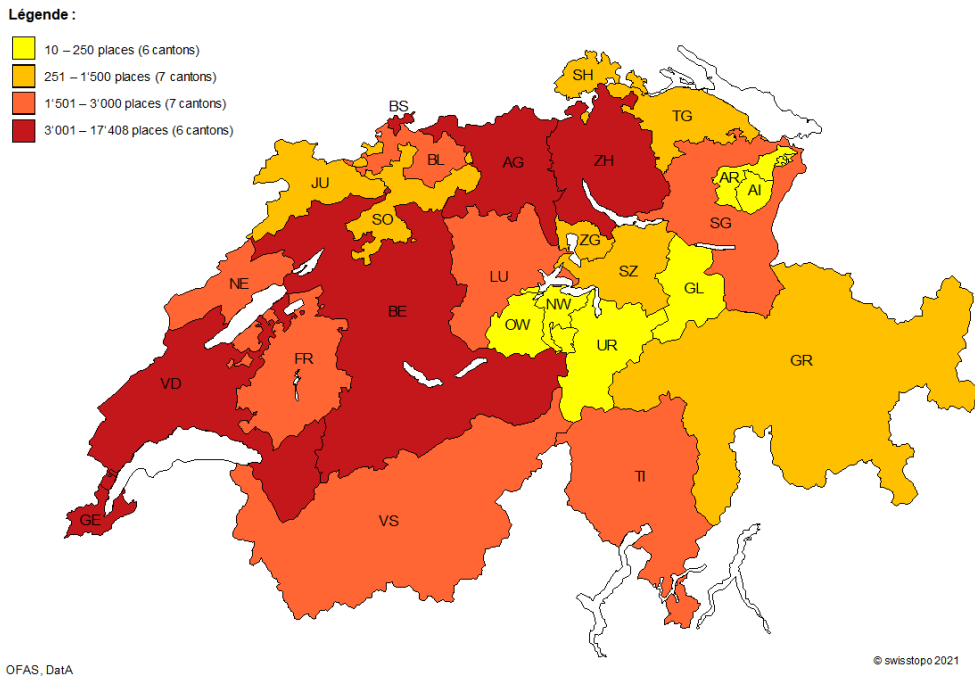 Légende :
10 – 250 places (6 cantons)
251 – 1'500 places (7 cantons)
1'501 – 3'000 places (7 cantons)
3'001 – 17'408 places (6 cantons)
SH
BS
TG
BL
AG
ZH
JU
AR
AI
SO
SG
ZG
NE
LU
SZ
GL
BE
NW
OW
UR
FR
GR
VD
TI
GE
VS
OFAS, DatA
© swisstopo 2021